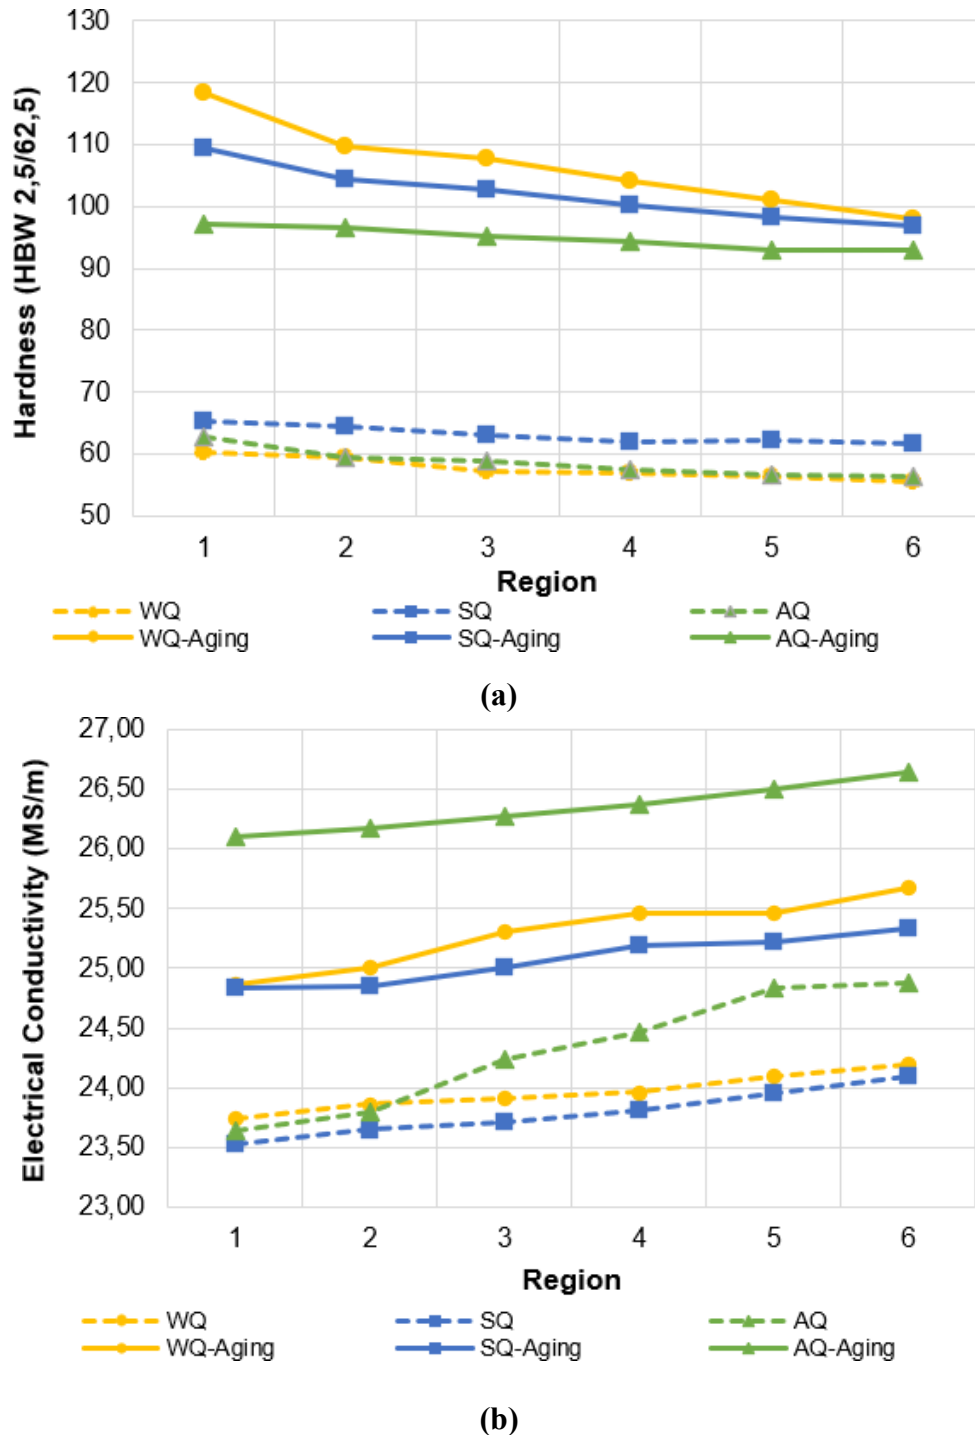 130
120
110
100
90
80
70
60
50
Hardness (HBW 2,5/62,5)
1 2 3 4 5 6
Region
WQ SQ AQ
WQ-Aging SQ-Aging AQ-Aging
(a)
27,00
26,50
26,00
25,50
25,00
24,50
24,00
23,50
23,00
Electrical Conductivity (MS/m)
1 2 3 4 5 6
Region
WQ SQ AQ
WQ-Aging SQ-Aging AQ-Aging
(b)